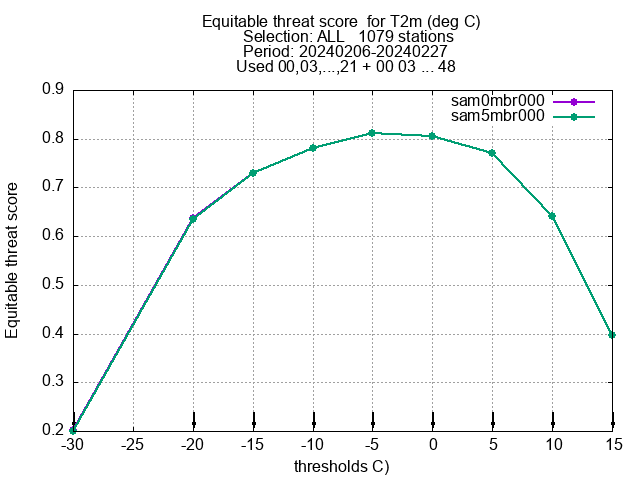 Equitable threat score  for T2m (deg C)
Selection: ALL   1079 stations
Period: 20240206-20240227
Used 00,03,...,21 + 00 03 ... 48
sam0mbr000
sam5mbr000
0.9
0.8
0.7
0.6
0.5
0.4
0.3
0.2
Equitable threat score
-30 -20 -15 -10 -5 0 5 10 15
thresholds C)